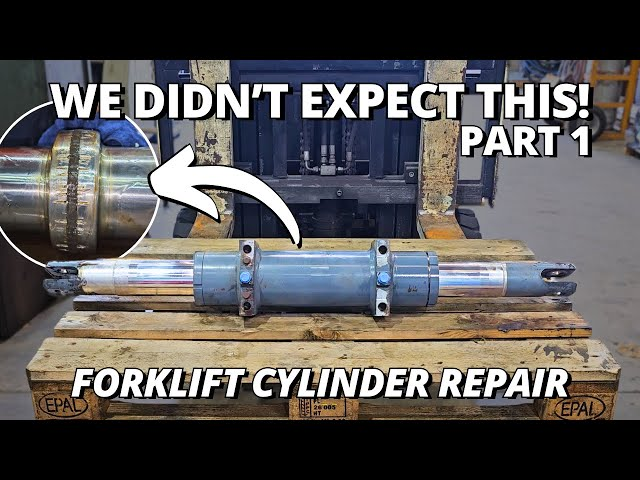 WE DIDN'T EXPECT THIS!
PART 1
FORKLIFT CYLINDER REPAIR
EPAL
EPAL